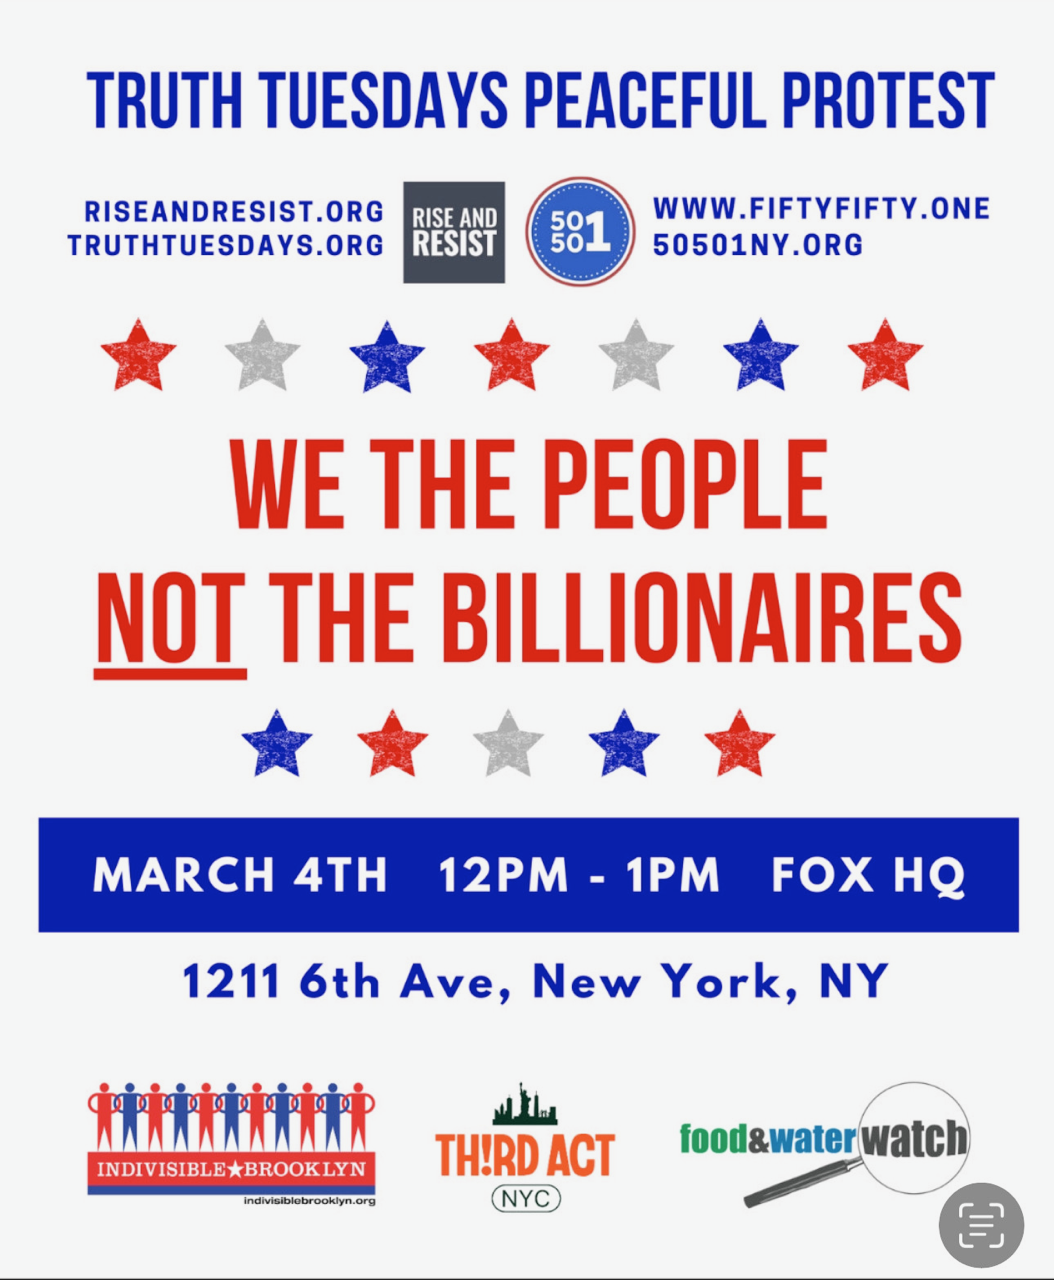 TRUTH TUESDAYS PEACEFUL PROTEST
RISEANDRESIST.ORG
TRUTHTUESDAYS.ORG
RISE AND
RESIST
50
501
WWW.FIFTYFIFTY.ONE
50501NY.ORG
WE THE PEOPLE
NOT THE BILLIONAIRES
MARCH 4TH 12PM - 1PM FOX HQ
1211 6th Ave, New York, NY
INDIVISIBLE★BROOKLYN
indivisiblebrooklyn.org
TH!RD ACT
NYC
food&waterwatch